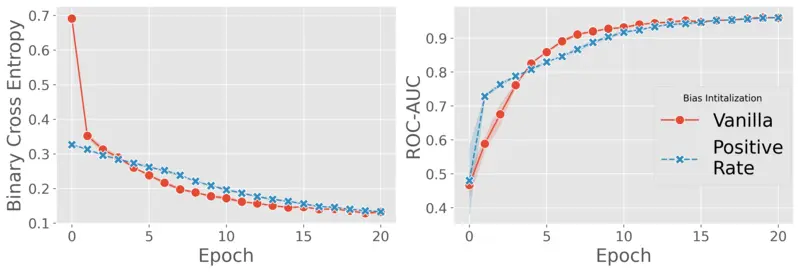 Binary Cross Entropy
0.7
0.6
0.5
0.4
0.3
0.2
0.1
0
5
10
15
20
Epoch
ROC-AUC
0.9
0.8
0.7
0.6
0.5
0.4
0
5
10
15
20
Epoch
Bias Intitalization
Vanilla
Positive
Rate